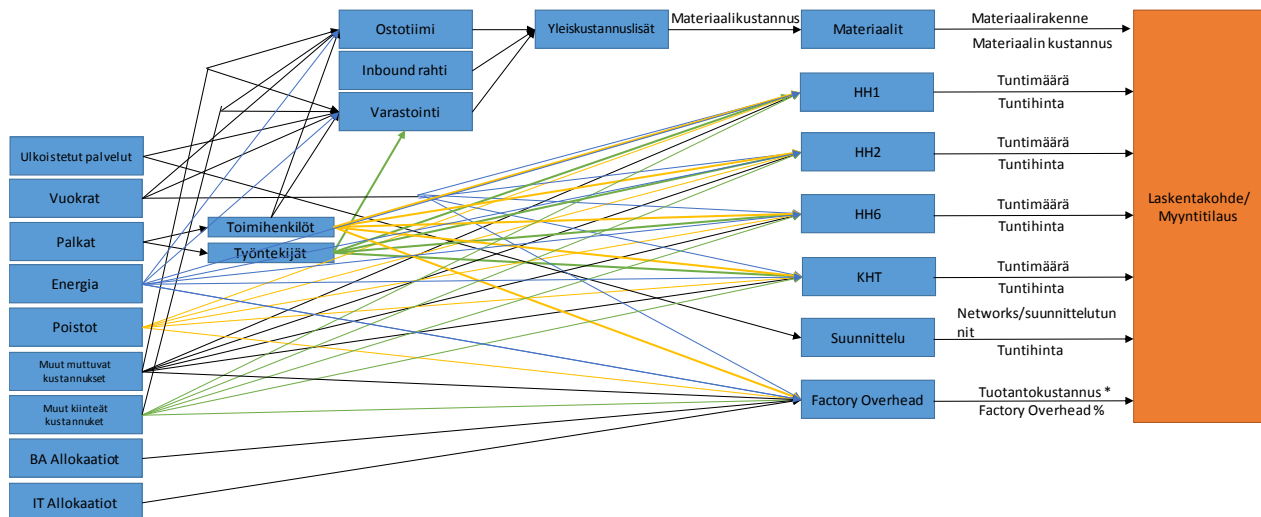 Ostotiimi
Inbound rahti
Varastointi
Yleiskustannuslisät
Materiaalikustannus
Materiaalit
HH1
HH2
HH6
KHT
Suunnittelu
Factory Overhead
Materiaalirakenne
Materiaalin kustannus
Tuntimäärä
Tuntihinta
Tuntimäärä
Tuntihinta
Tuntimäärä
Tuntihinta
Tuntimäärä
Tuntihinta
Networks/suunnittelutun
nit
Tuntihinta
Tuotantokustannus *
Factory Overhead %
Laskentakohde/
Myyntitilaus
Ulkoistetut palvelut
Vuokrat
Palkat
Energia
Poistot
Muut muttuvat
kustannukset
Muut kiinteät
kustannuket
BA Allokaatiot
IT Allokaatiot
Toimihenkilöt
Työntekijät